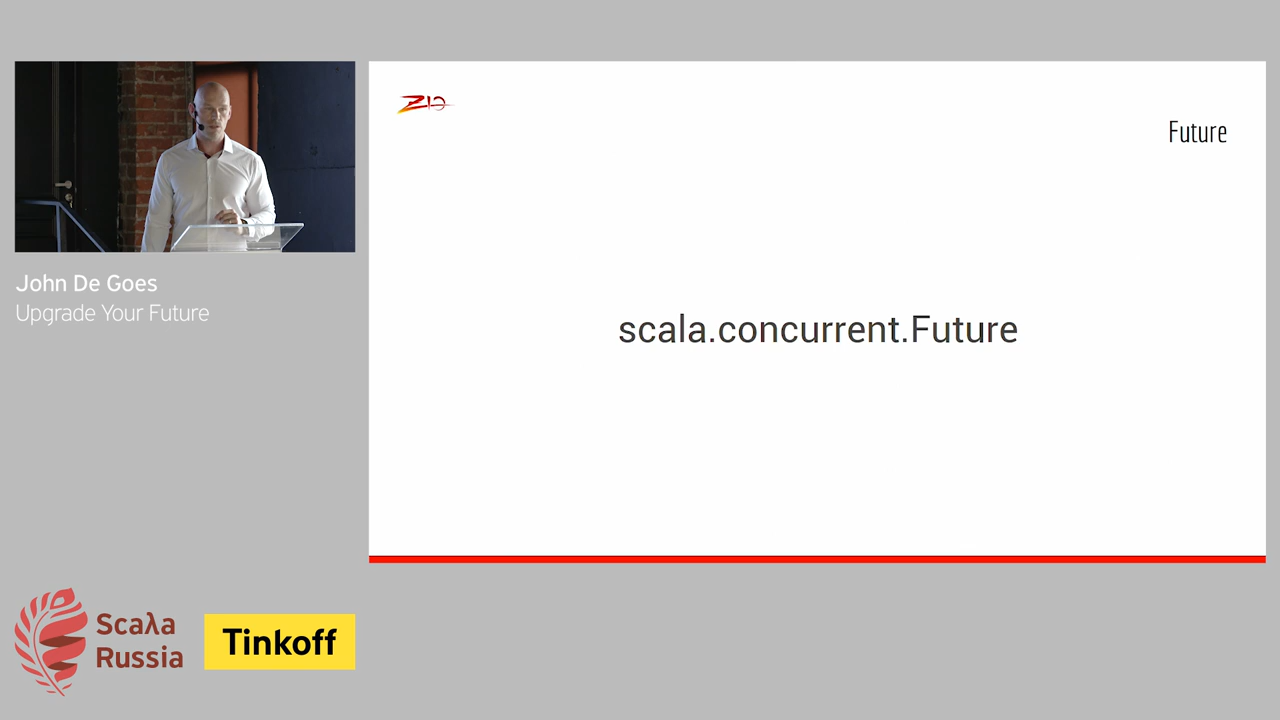 ZIO
Future
scala.concurrent.Future
John De Goes
Upgrade Your Future
Scaλa
Russia
Tinkoff